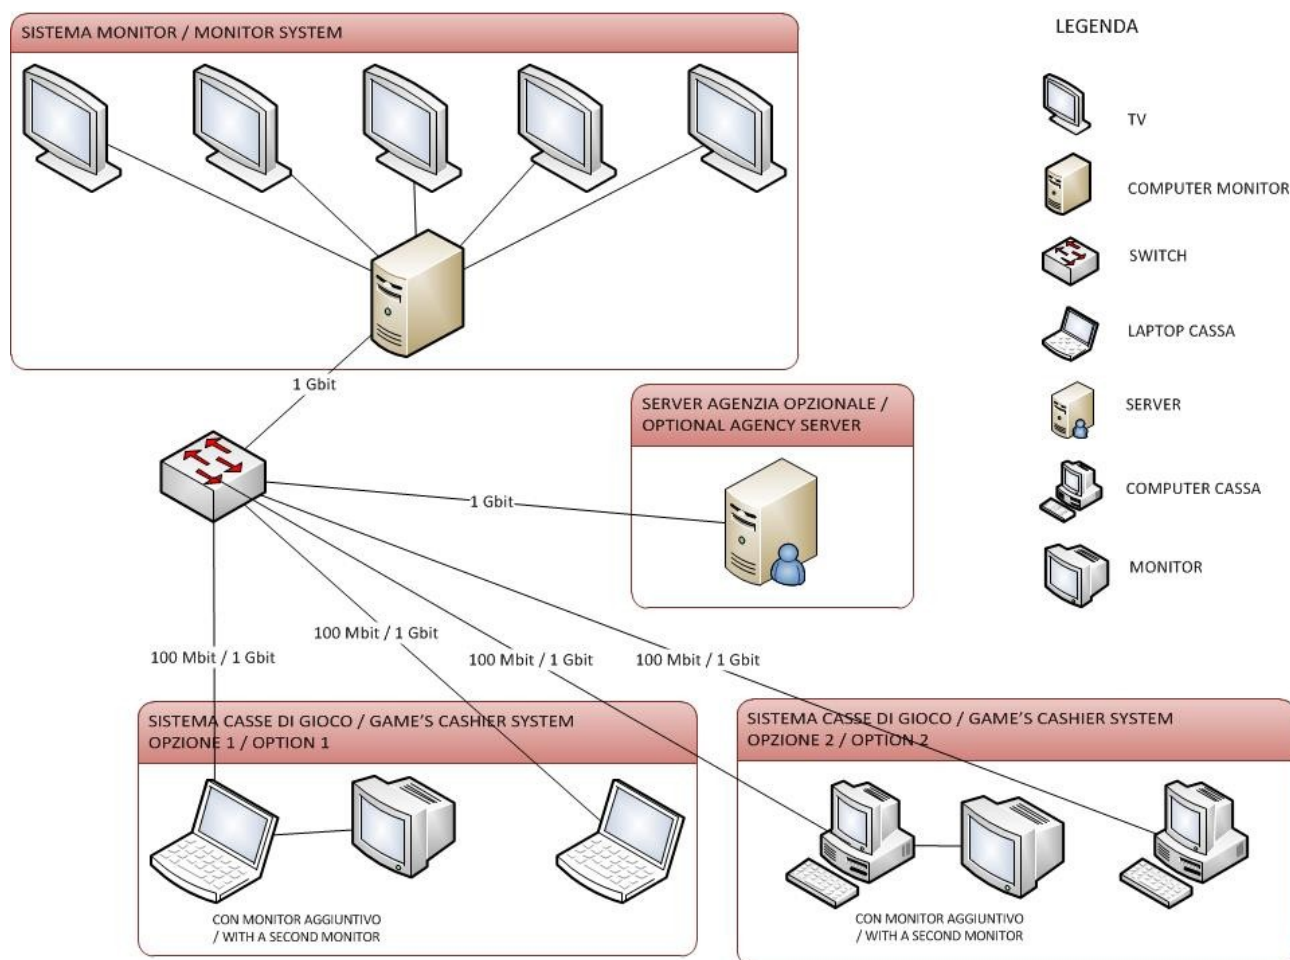 SISTEMA MONITOR / MONITOR SYSTEM
LEGENDA
TV
COMPUTER MONITOR
SWITCH
LAPTOP CASSA
SERVER
COMPUTER CASSA
MONITOR
1 Gbit
SERVER AGENZIA OPZIONALE /
OPTIONAL AGENCY SERVER
1 Gbit
100 Mbit / 1 Gbit
100 Mbit / 1 Gbit
100 Mbit / 1 Gbit
100 Mbit / 1 Gbit
SISTEMA CASSE DI GIOCO / GAME'S CASHIER SYSTEM
OPZIONE 1 / OPTION 1
CON MONITOR AGGIUNTIVO
/ WITH A SECOND MONITOR
SISTEMA CASSE DI GIOCO / GAME'S CASHIER SYSTEM
OPZIONE 2 / OPTION 2
CON MONITOR AGGIUNTIVO
/ WITH A SECOND MONITOR